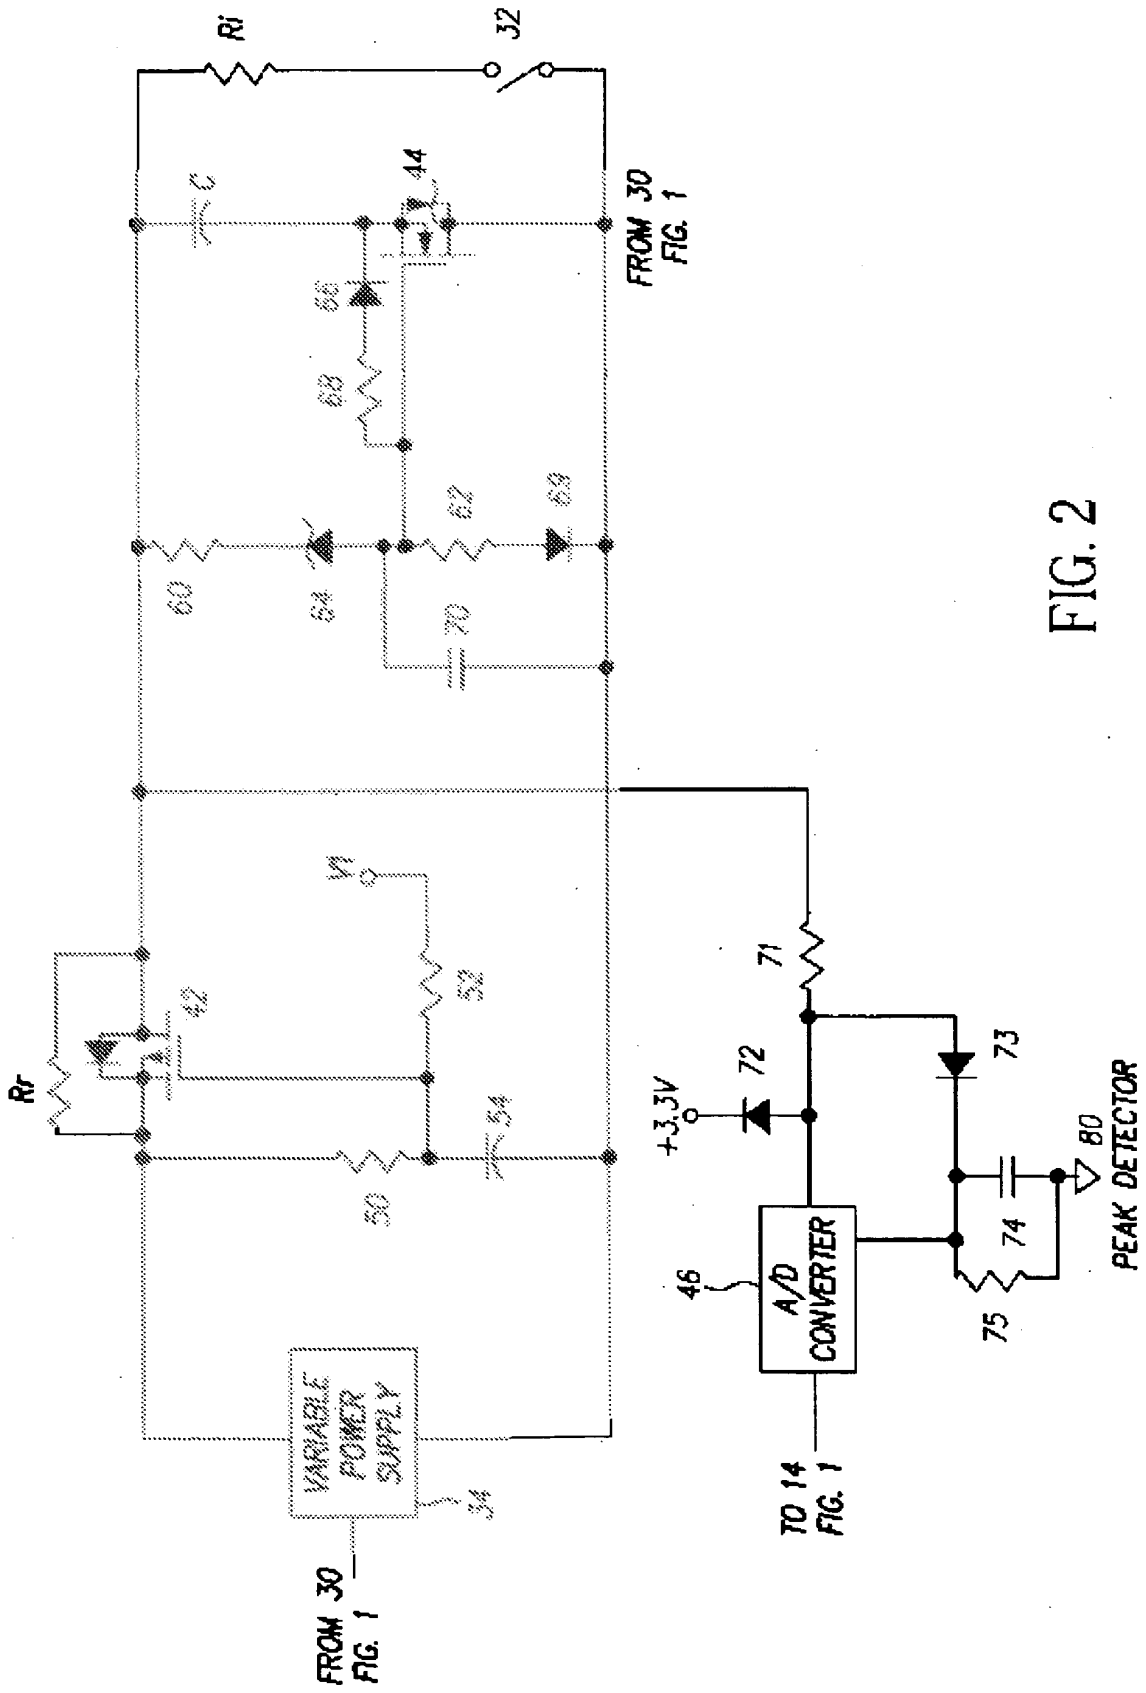 Rr
42
Ri
C
32
60
66
68
44
64
V1
52
62
69
70
50
54
VARIABLE
POWER
SUPPLY
34
FROM 30
FIG. 1
FROM 30
FIG. 1
+3.3V
72
71
46
A/D
CONVERTER
73
74
75
80
PEAK DETECTOR
TO 14
FIG. 1
FIG. 2